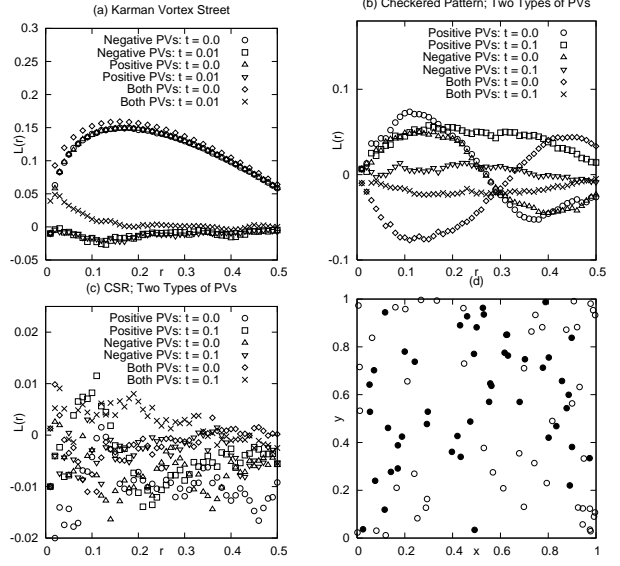 (a) Karman Vortex Street
Negative PVs: t = 0.0
Negative PVs: t = 0.01
Positive PVs: t = 0.0
Positive PVs: t = 0.01
Both PVs: t = 0.0
Both PVs: t = 0.01
0.3
0.25
0.2
0.15
0.1
0.05
0
-0.05
L(r)
0 0.1 0.2 0.3 0.4 0.5
r
(b) Checkered Pattern; Two Types of PVs
Positive PVs: t = 0.0
Positive PVs: t = 0.1
Negative PVs: t = 0.0
Negative PVs: t = 0.1
Both PVs: t = 0.0
Both PVs: t = 0.1
0.1
0
-0.1
L(r)
0 0.1 0.2 0.3 0.4 0.5
r
(c) CSR; Two Types of PVs
Positive PVs: t = 0.0
Positive PVs: t = 0.1
Negative PVs: t = 0.0
Negative PVs: t = 0.1
Both PVs: t = 0.0
Both PVs: t = 0.1
0.02
0.01
0
-0.01
-0.02
L(r)
0 0.1 0.2 0.3 0.4 0.5
r
(d)
1
0.8
0.6
0.4
0.2
0
y
0 0.2 0.4 0.6 0.8 1
x